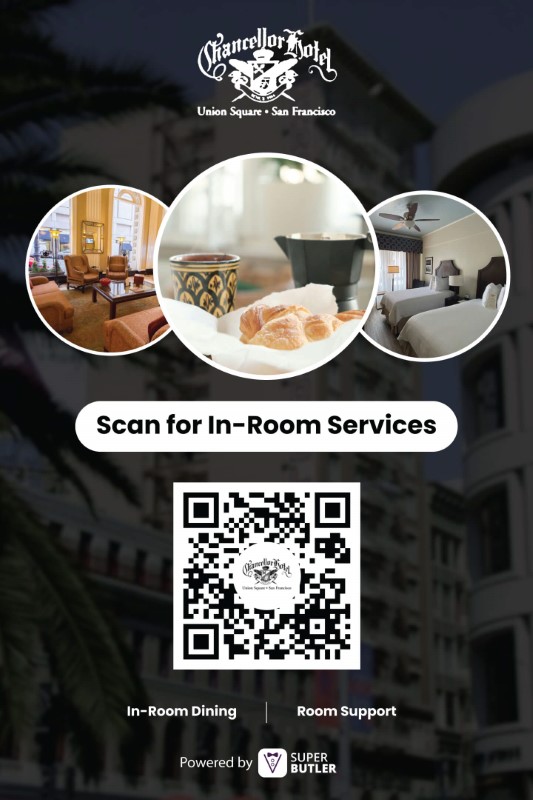 Chancellor Hotel
Union Square • San Francisco
Scan for In-Room Services
Chancellor Hotel
Union Square • San Francisco
In-Room Dining | Room Support
Powered by SUPER
BUTLER